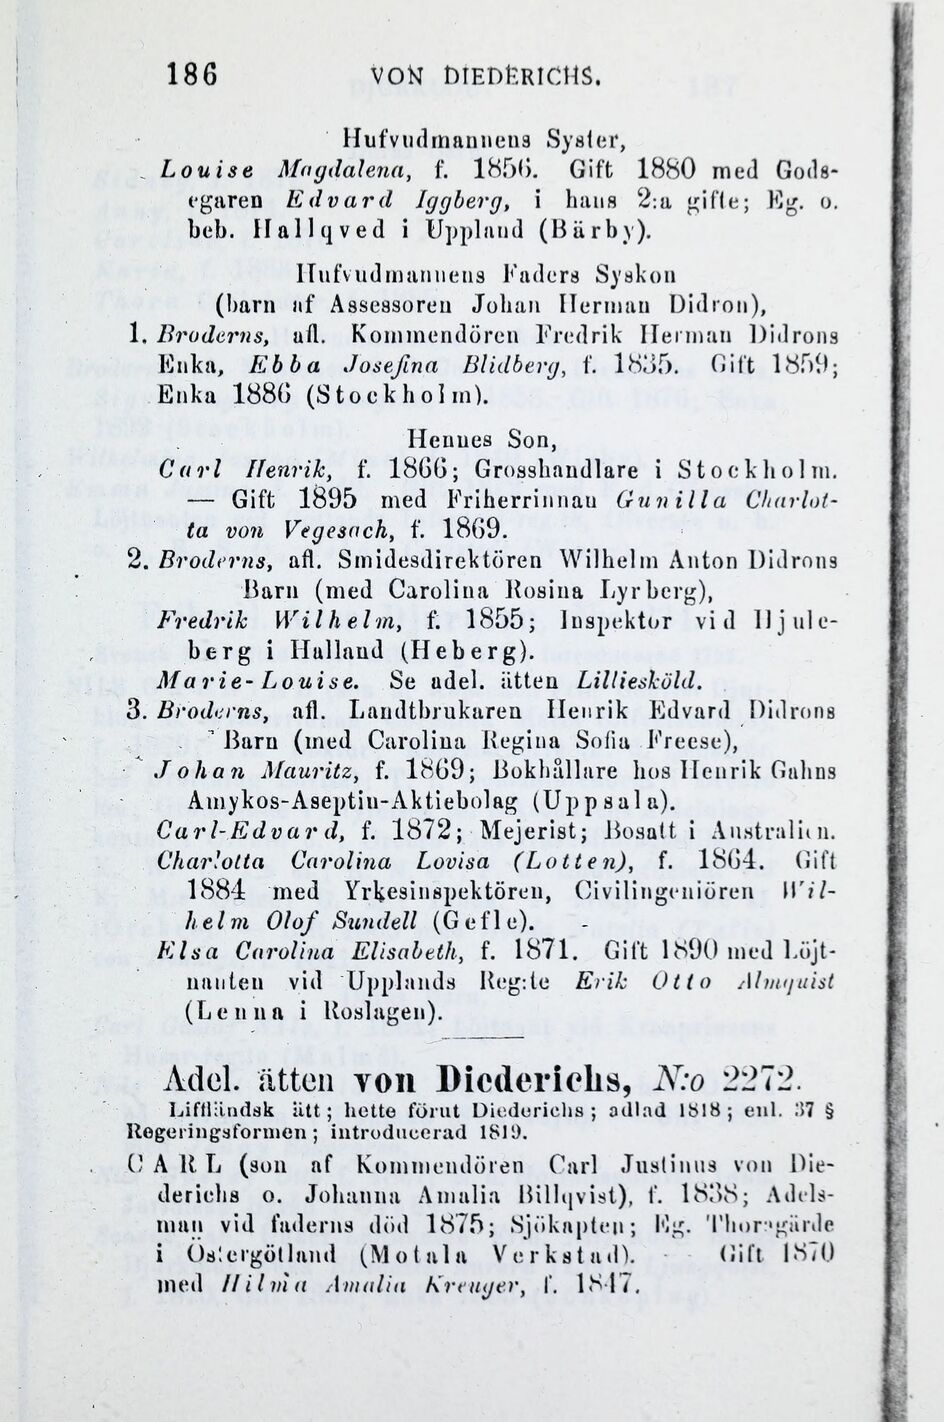 186 VON DIEDERICHS.
Hufvudmannens Syster,
Louise Magdalena, f. 1856. Gift 1880 med Gods-
egaren Edvard Iggberg, i hans 2:a gifte; Eg. o.
beb. Hallqved i Uppland (Bärby).
Hufvudmannens Faders Syskon
(barn af Assessoren Johan Herman Didron),
1. Broderns, afl. Kommendören Fredrik Herman Didrons
Enka, Ebba Josefina Blidberg, f. 1835. Gift 1859;
Enka 1886 (Stockholm).
Hennes Son,
Carl Henrik, f. 1866; Grosshandlare i Stockholm.
— Gift 1895 med Friherrinnan Gunilla Charlot-
ta von Vegesack, f. 1869.
2. Broderns, afl. Smidesdirektören Wilhelm Anton Didrons
Barn (med Carolina Rosina Lyrberg),
Fredrik Wilhelm, f. 1855; Inspektor vid Hjule-
berg i Halland (Heberg).
Marie-Louise. Se adel. ätten Lilliesköld.
3. Broderns, afl. Landtbrukaren Henrik Edvard Didrons
Barn (med Carolina Regina Sofia Freese),
Johan Mauritz, f. 1869; Bokhållare hos Henrik Gahns
Amykos-Aseptin-Aktiebolag (Uppsala).
Carl-Edvard, f. 1872; Mejerist; Bosatt i Australien.
Charlotta Carolina Lovisa (Lotten), f. 1864. Gift
1884 med Yrkesinspektören, Civilingeniören Wil-
helm Olof Sundell (Gefle).
Elsa Carolina Elisabeth, f. 1871. Gift 1890 med Löjt-
nanten vid Upplands Reg:te Erik Otto Almquist
(Lenna i Roslagen).
Adel. ätten von Diederichs, N:o 2272.
Liffländsk ätt; hette förut Diederichs; adlad 1818; enl. 37 §
Regeringsformen; introducerad 1819.
CARL (son af Kommendören Carl Justinus von Die-
derichs o. Johanna Amalia Billqvist), f. 1838; Adels-
man vid faderns död 1875; Sjökapten; Eg. Thorsgärde
i Östergötland (Motala Verkstad). Gift 1870
med Hilma Amalia Kreuger, f. 1847.